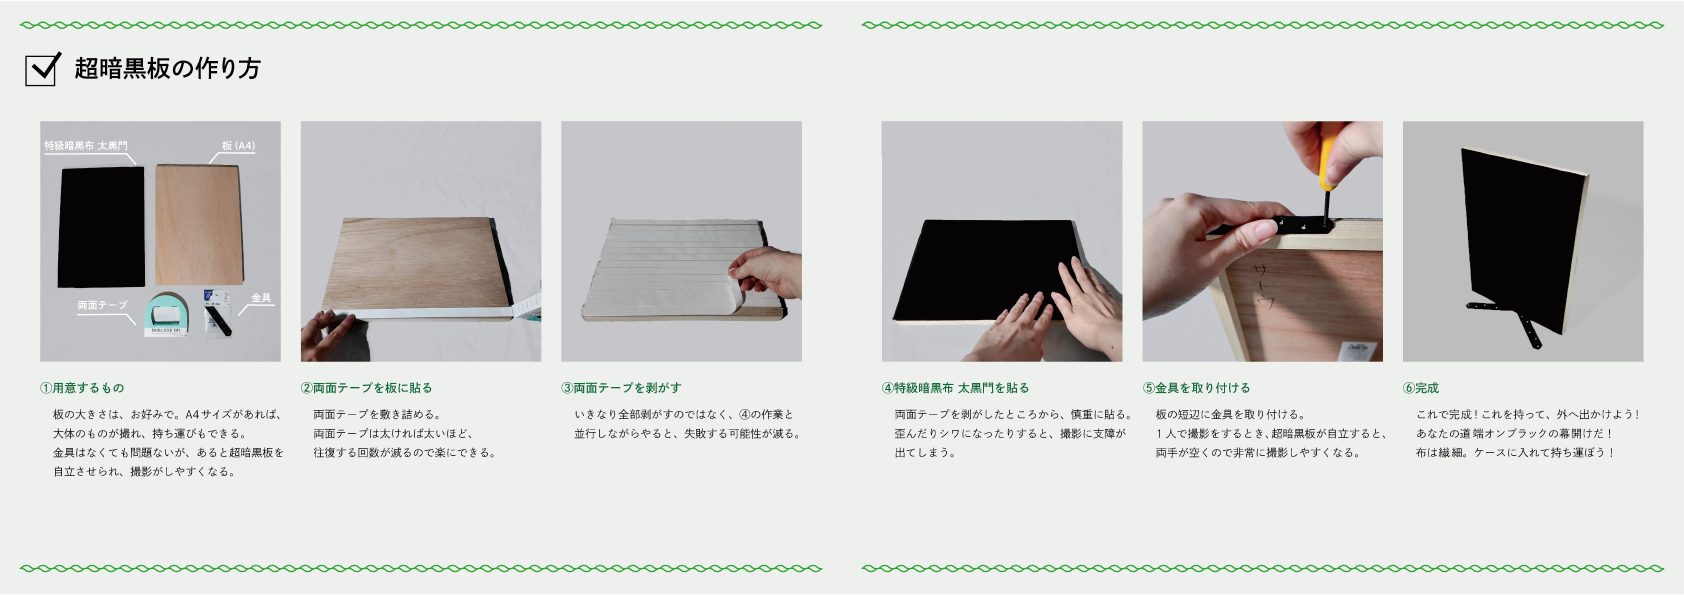 超暗黒板の作り方
特級暗黒布 太黒門
板（A4）
両面テープ
金具
①用意するもの
板の大きさは、お好みで。A4サイズがあれば、
大体のものが撮れ、持ち運びもできる。
金具はなくても問題ないが、あると超暗黒板を
自立させられ、撮影がしやすくなる。
②両面テープを板に貼る
両面テープを敷き詰める。
両面テープは太ければ太いほど、
往復する回数が減るので楽にできる。
③両面テープを剥がす
いきなり全部剥がすのではなく、④の作業と
並行しながらやると、失敗する可能性が減る。
④特級暗黒布 太黒門を貼る
両面テープを剥がしたところから、慎重に貼る。
歪んだりシワになったりすると、撮影に支障が
出てしまう。
⑤金具を取り付ける
板の短辺に金具を取り付ける。
1人で撮影をするとき、超暗黒板が自立すると、
両手が空くので非常に撮影しやすくなる。
⑥完成
これで完成！これを持って、外へ出かけよう！
あなたの道端オンブラックの幕開けだ！
布は繊細。ケースに入れて持ち運ぼう！